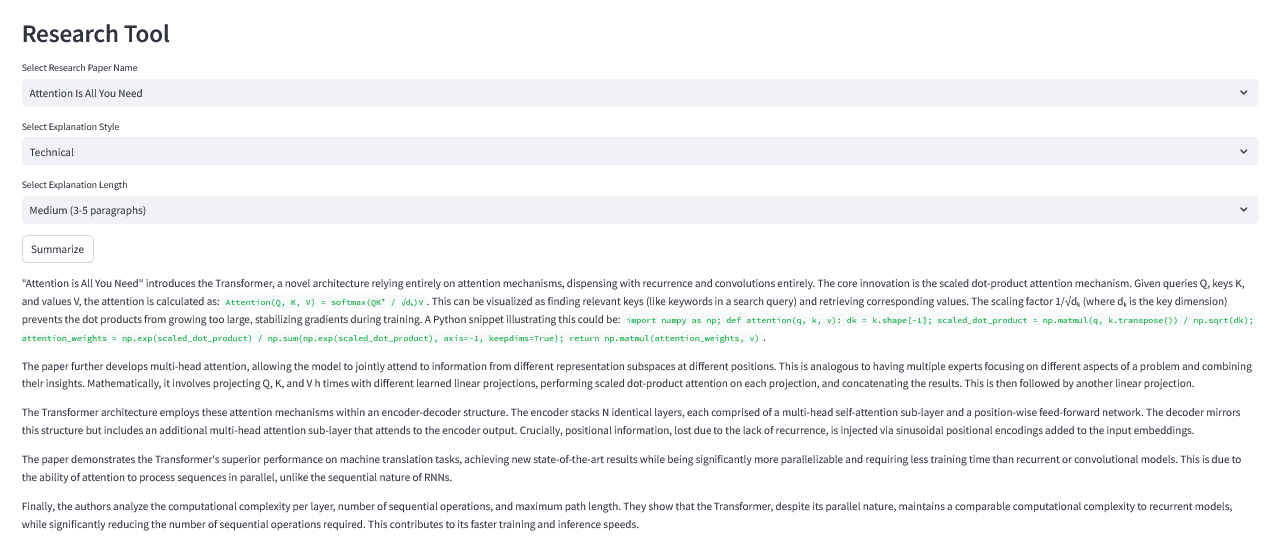 Research Tool
Select Research Paper Name
Attention Is All You Need
Select Explanation Style
Technical
Select Explanation Length
Medium (3-5 paragraphs)
Summarize
"Attention is All You Need" introduces the Transformer, a novel architecture relying entirely on attention mechanisms, dispensing with recurrence and convolutions entirely. The core innovation is the scaled dot-product attention mechanism. Given queries Q, keys K,
and values V, the attention is calculated as: Attention(Q, K, V) = softmax(QKᵀ / √dₖ)V. This can be visualized as finding relevant keys (like keywords in a search query) and retrieving corresponding values. The scaling factor 1/√dₖ (where dₖ is the key dimension)
prevents the dot products from growing too large, stabilizing gradients during training. A Python snippet illustrating this could be: import numpy as np; def attention(q, k, v): dk = k.shape[-1]; scaled_dot_product = np.matmul(q, k.transpose()) / np.sqrt(dk);
attention_weights = np.exp(scaled_dot_product) / np.sum(np.exp(scaled_dot_product), axis=-1, keepdims=True); return np.matmul(attention_weights, v).
The paper further develops multi-head attention, allowing the model to jointly attend to information from different representation subspaces at different positions. This is analogous to having multiple experts focusing on different aspects of a problem and combining
their insights. Mathematically, it involves projecting Q, K, and V h times with different learned linear projections, performing scaled dot-product attention on each projection, and concatenating the results. This is then followed by another linear projection.
The Transformer architecture employs these attention mechanisms within an encoder-decoder structure. The encoder stacks N identical layers, each comprised of a multi-head self-attention sub-layer and a position-wise feed-forward network. The decoder mirrors
this structure but includes an additional multi-head attention sub-layer that attends to the encoder output. Crucially, positional information, lost due to the lack of recurrence, is injected via sinusoidal positional encodings added to the input embeddings.
The paper demonstrates the Transformer's superior performance on machine translation tasks, achieving new state-of-the-art results while being significantly more parallelizable and requiring less training time than recurrent or convolutional models. This is due to
the ability of attention to process sequences in parallel, unlike the sequential nature of RNNs.
Finally, the authors analyze the computational complexity per layer, number of sequential operations, and maximum path length. They show that the Transformer, despite its parallel nature, maintains a comparable computational complexity to recurrent models,
while significantly reducing the number of sequential operations required. This contributes to its faster training and inference speeds.